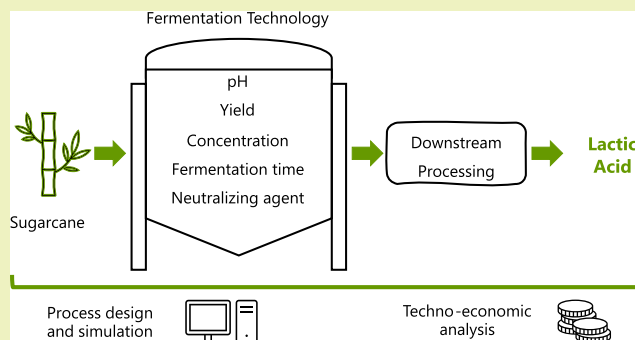 Fermentation Technology
pH
Yield
Concentration
Fermentation time
Neutralizing agent
Downstream
Processing
Lactic
Acid
Sugarcane
Process design
and simulation
Techno-economic
analysis